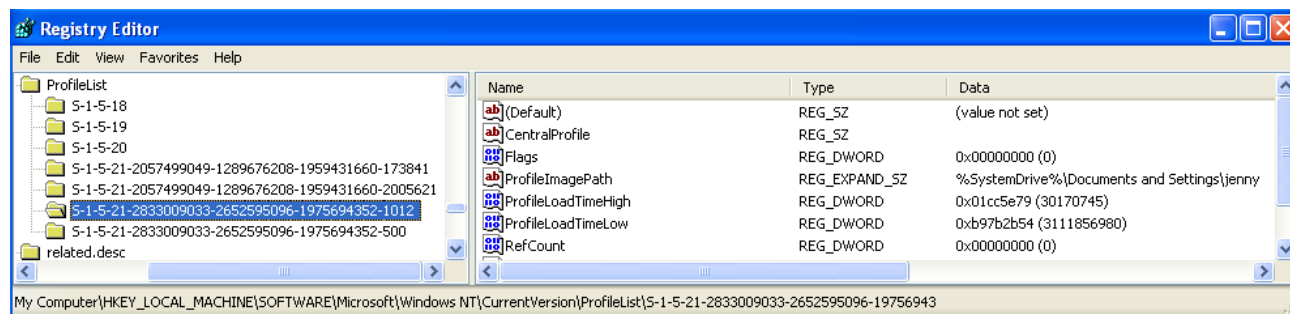 Registry Editor
File Edit View Favorites Help
ProfileList
S-1-5-18
S-1-5-19
S-1-5-20
S-1-5-21-2057499049-1289676208-1959431660-173841
S-1-5-21-2057499049-1289676208-1959431660-2005621
S-1-5-21-2833009033-2652595096-1975694352-1012
S-1-5-21-2833009033-2652595096-1975694352-500
related.desc
Name Type Data
(Default) REG_SZ (value not set)
CentralProfile REG_SZ
Flags REG_DWORD 0x00000000 (0)
ProfileImagePath REG_EXPAND_SZ %SystemDrive%\Documents and Settings\jenny
ProfileLoadTimeHigh REG_DWORD 0x01cc5e79 (30170745)
ProfileLoadTimeLow REG_DWORD 0xb97b2b54 (3111856980)
RefCount REG_DWORD 0x00000000 (0)
My Computer\HKEY_LOCAL_MACHINE\SOFTWARE\Microsoft\Windows NT\CurrentVersion\ProfileList\S-1-5-21-2833009033-2652595096-19756943